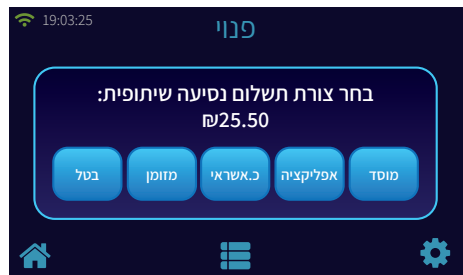 19:03:25
פנוי
בחר צורת תשלום נסיעה שיתופית:
₪25.50
מוסד
אפליקציה
כ.אשראי
מזומן
בטל